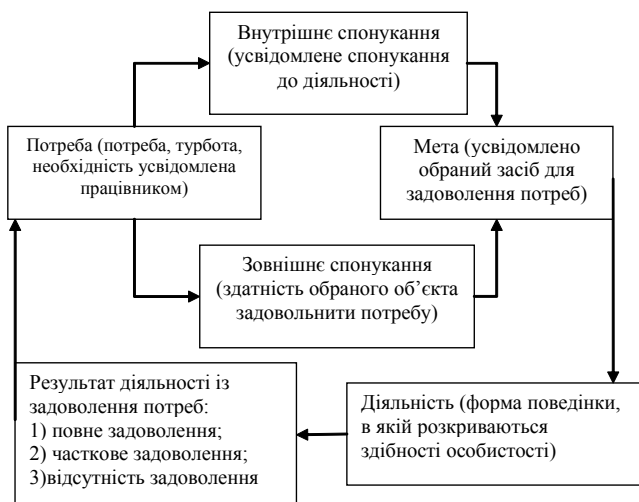 Внутрішнє спонукання
(усвідомлене спонукання
до діяльності)
Потреба (потреба, турбота,
необхідність усвідомлена
працівником)
Мета (усвідомлено
обраний засіб для
задоволення потреб)
Зовнішнє спонукання
(здатність обраного об’єкта
задовольнити потребу)
Результат діяльності із
задоволення потреб:
1) повне задоволення;
2) часткове задоволення;
3)відсутність задоволення
Діяльність (форма поведінки,
в якій розкриваються
здібності особистості)